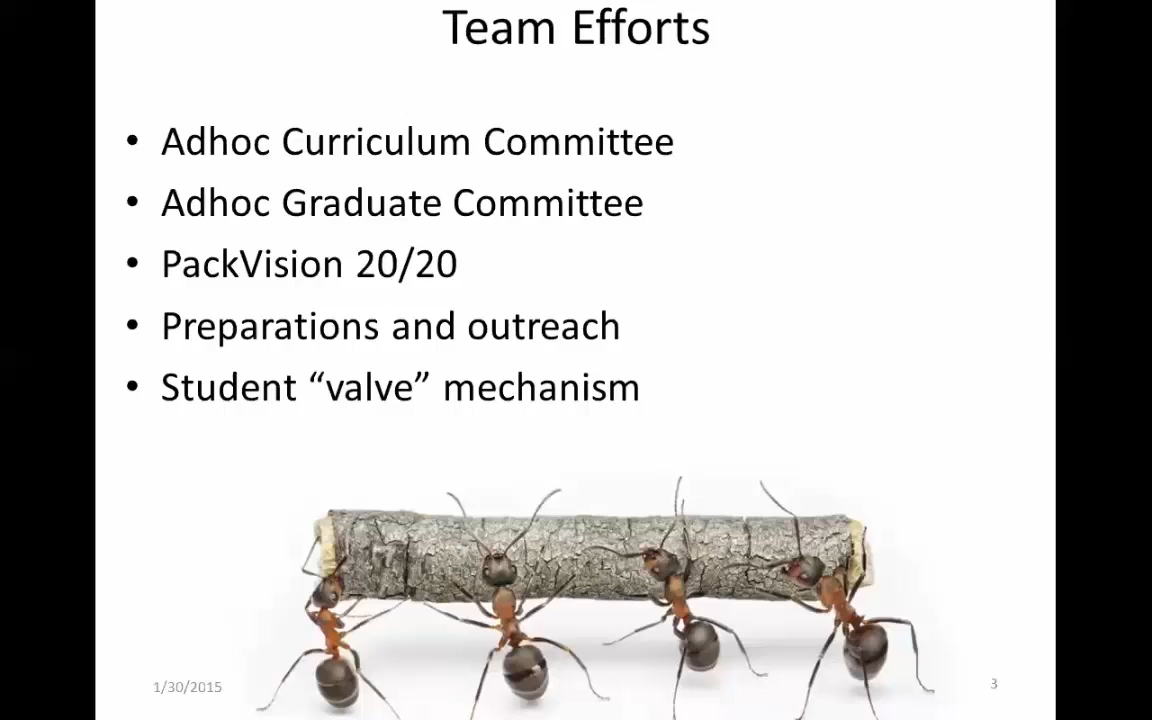 Team Efforts
• Adhoc Curriculum Committee
• Adhoc Graduate Committee
• PackVision 20/20
• Preparations and outreach
• Student “valve” mechanism
1/30/2015
3